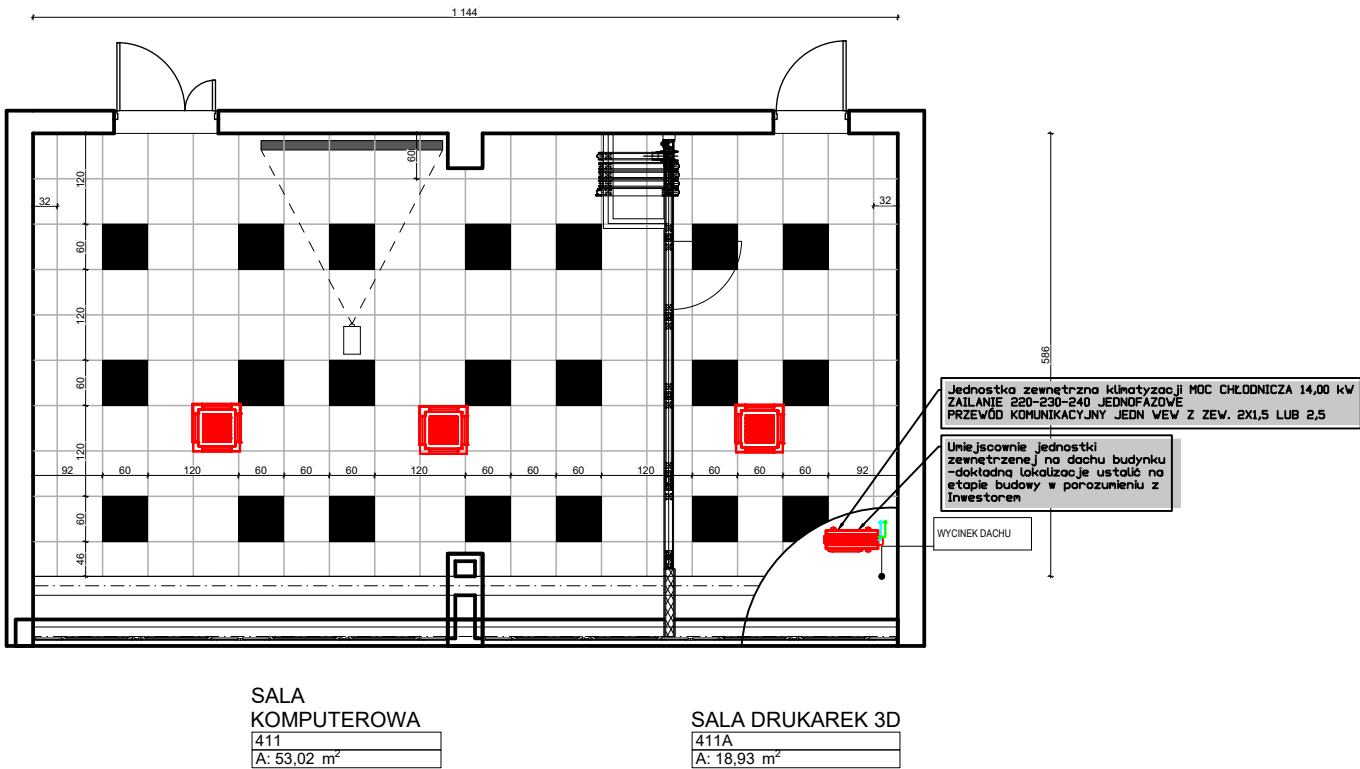 1 144
60
120
32
32
60
60
120
586
60
Jednostka zewnętrzna klimatyzacji MOC CHŁODNICZA 14,00 kW
ZAILANIE 220-230-240 JEDNOFAZOWE
PRZEWÓD KOMUNIKACYJNY JEDN WEW Z ZEW. 2X1,5 LUB 2,5
Umiejscownie jednostki
zewnętrzenej na dachu budynku
-dokładną lokalizacje ustalić na
etapie budowy w porozumieniu z
Inwestorem
120
92 60 120 60 60 60 60 120 60 60 60 120 60 60 60 92
60
WYCINEK DACHU
46
SALA
KOMPUTEROWA
411
A: 53,02 m²
SALA DRUKAREK 3D
411A
A: 18,93 m²